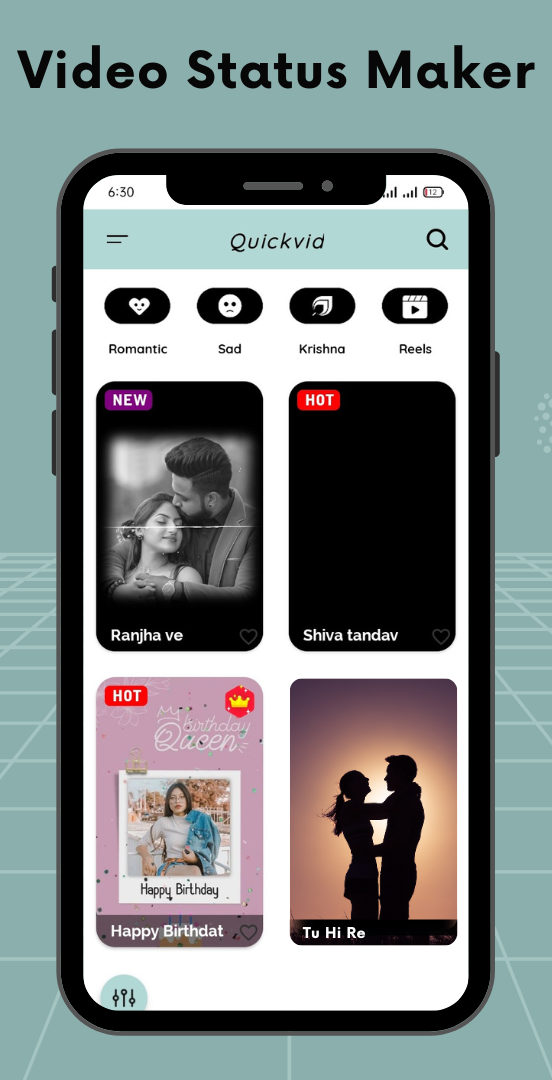 Video Status Maker
6:30
12
Quickvid
Romantic
Sad
Krishna
Reels
NEW
HOT
Ranjha ve
Shiva tandav
HOT
Birthday
Queen
Happy Birthday
Happy Birthdat
Tu Hi Re